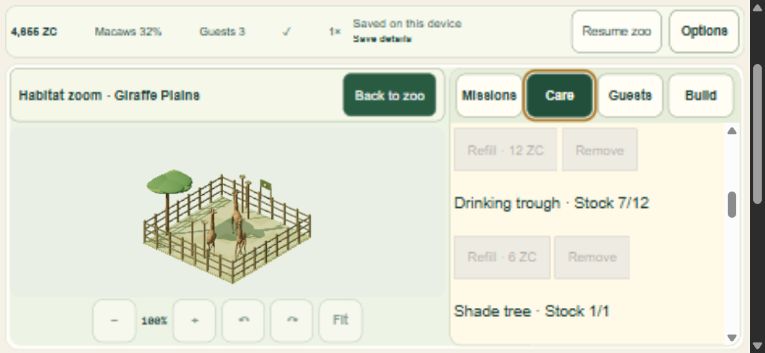 4,866 ZC
Macaws 32%
Guests 3
✓
1×
Saved on this device
Save details
Resume zoo
Options
Habitat zoom · Giraffe Plains
Back to zoo
Missions
Care
Guests
Build
Refill · 12 ZC
Remove
Drinking trough · Stock 7/12
Refill · 6 ZC
Remove
Shade tree · Stock 1/1
−
100%
+
↶
↷
Fit